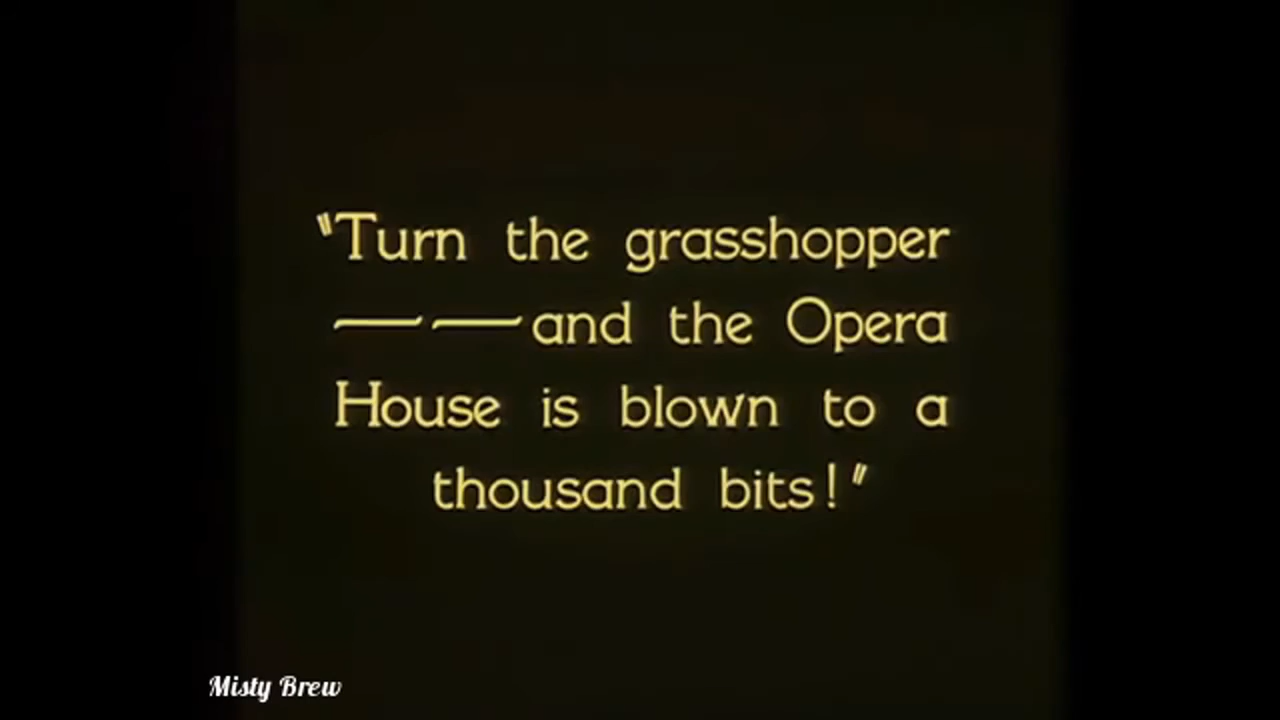 "Turn the grasshopper
——and the Opera
House is blown to a
thousand bits!"
Misty Brew